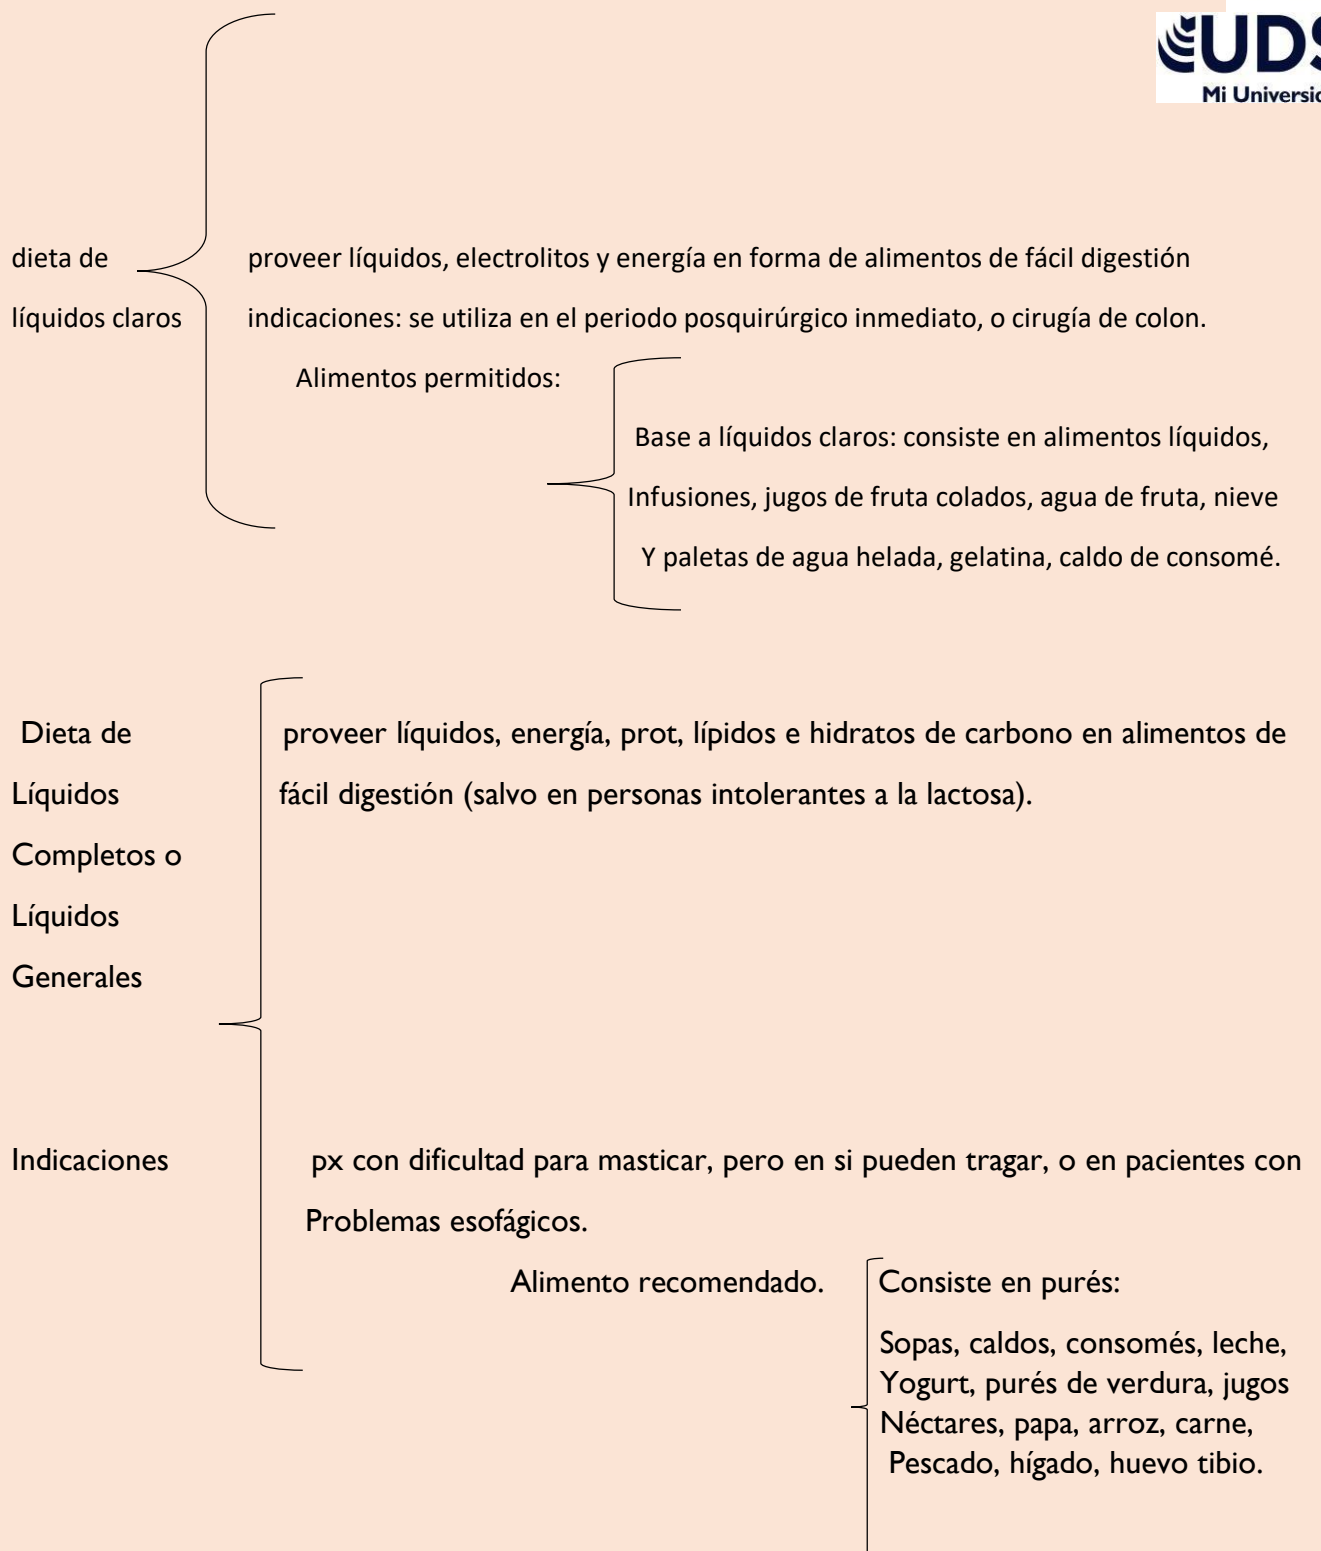 UDS
Mi Universid
dieta de
líquidos claros
proveer líquidos, electrolitos y energía en forma de alimentos de fácil digestión
indicaciones: se utiliza en el periodo posquirúrgico inmediato, o cirugía de colon.
Alimentos permitidos:
Base a líquidos claros: consiste en alimentos líquidos,
Infusiones, jugos de fruta colados, agua de fruta, nieve
Y paletas de agua helada, gelatina, caldo de consomé.
Dieta de
Líquidos
Completos o
Líquidos
Generales
proveer líquidos, energía, prot, lípidos e hidratos de carbono en alimentos de
fácil digestión (salvo en personas intolerantes a la lactosa).
Indicaciones
px con dificultad para masticar, pero en si pueden tragar, o en pacientes con
Problemas esofágicos.
Alimento recomendado.
Consiste en purés:
Sopas, caldos, consomés, leche,
Yogurt, purés de verdura, jugos
Néctares, papa, arroz, carne,
Pescado, hígado, huevo tibio.